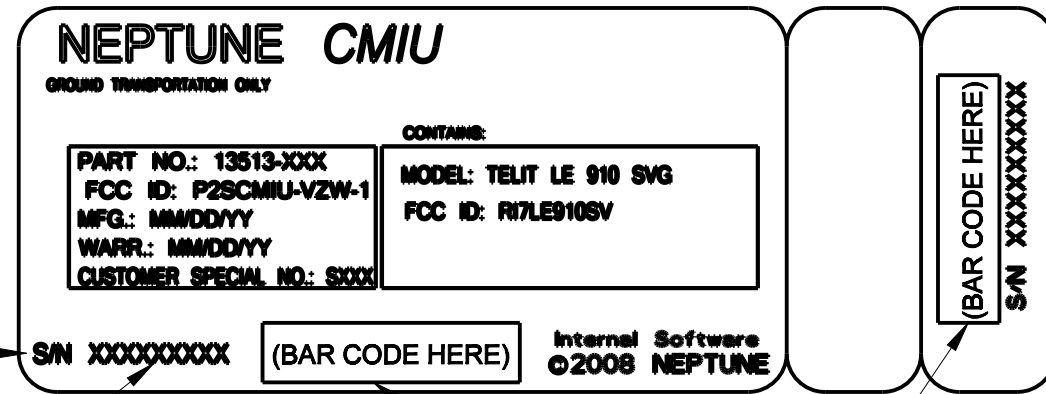 NEPTUNE CMIU
GROUND TRANSPORTATION ONLY
CONTAINS:
PART NO.: 13513-XXX
FCC ID: P2SCMIU-VZW-1
MFG.: MM/DD/YY
WARR.: MM/DD/YY
CUSTOMER SPECIAL NO.: SXXX
MODEL: TELIT LE 910 SVG
FCC ID: RI7LE910SV
S/N XXXXXXXXX
(BAR CODE HERE)
Internal Software
©2008 NEPTUNE
(BAR CODE HERE)
S/N XXXXXXXXX